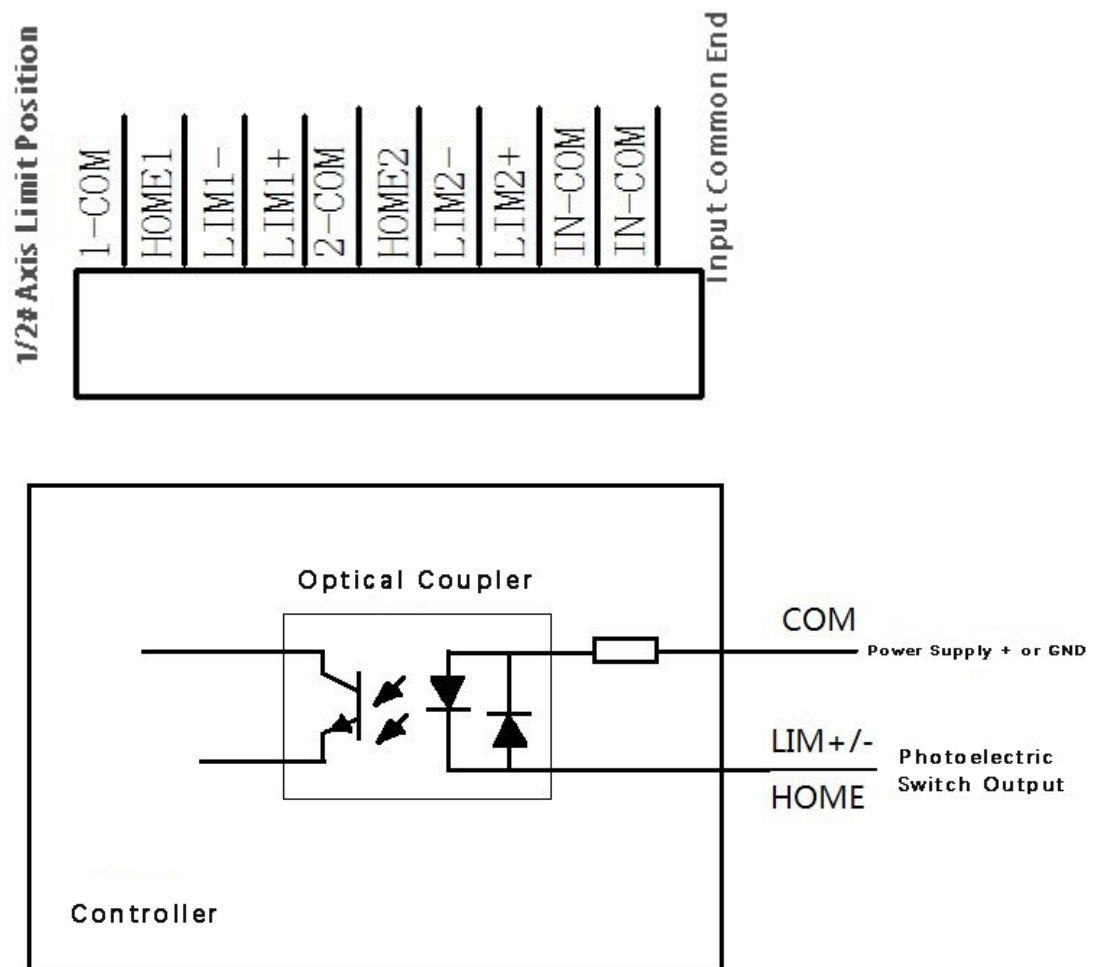 1/2# Axis Limit Position
1-COM
HOME1
LIM1-
LIM1+
2-COM
HOME2
LIM2-
LIM2+
IN-COM
IN-COM
Input Common End
Optical Coupler
COM
Power Supply + or GND
LIM+/-
HOME
Photoelectric
Switch Output
Controller